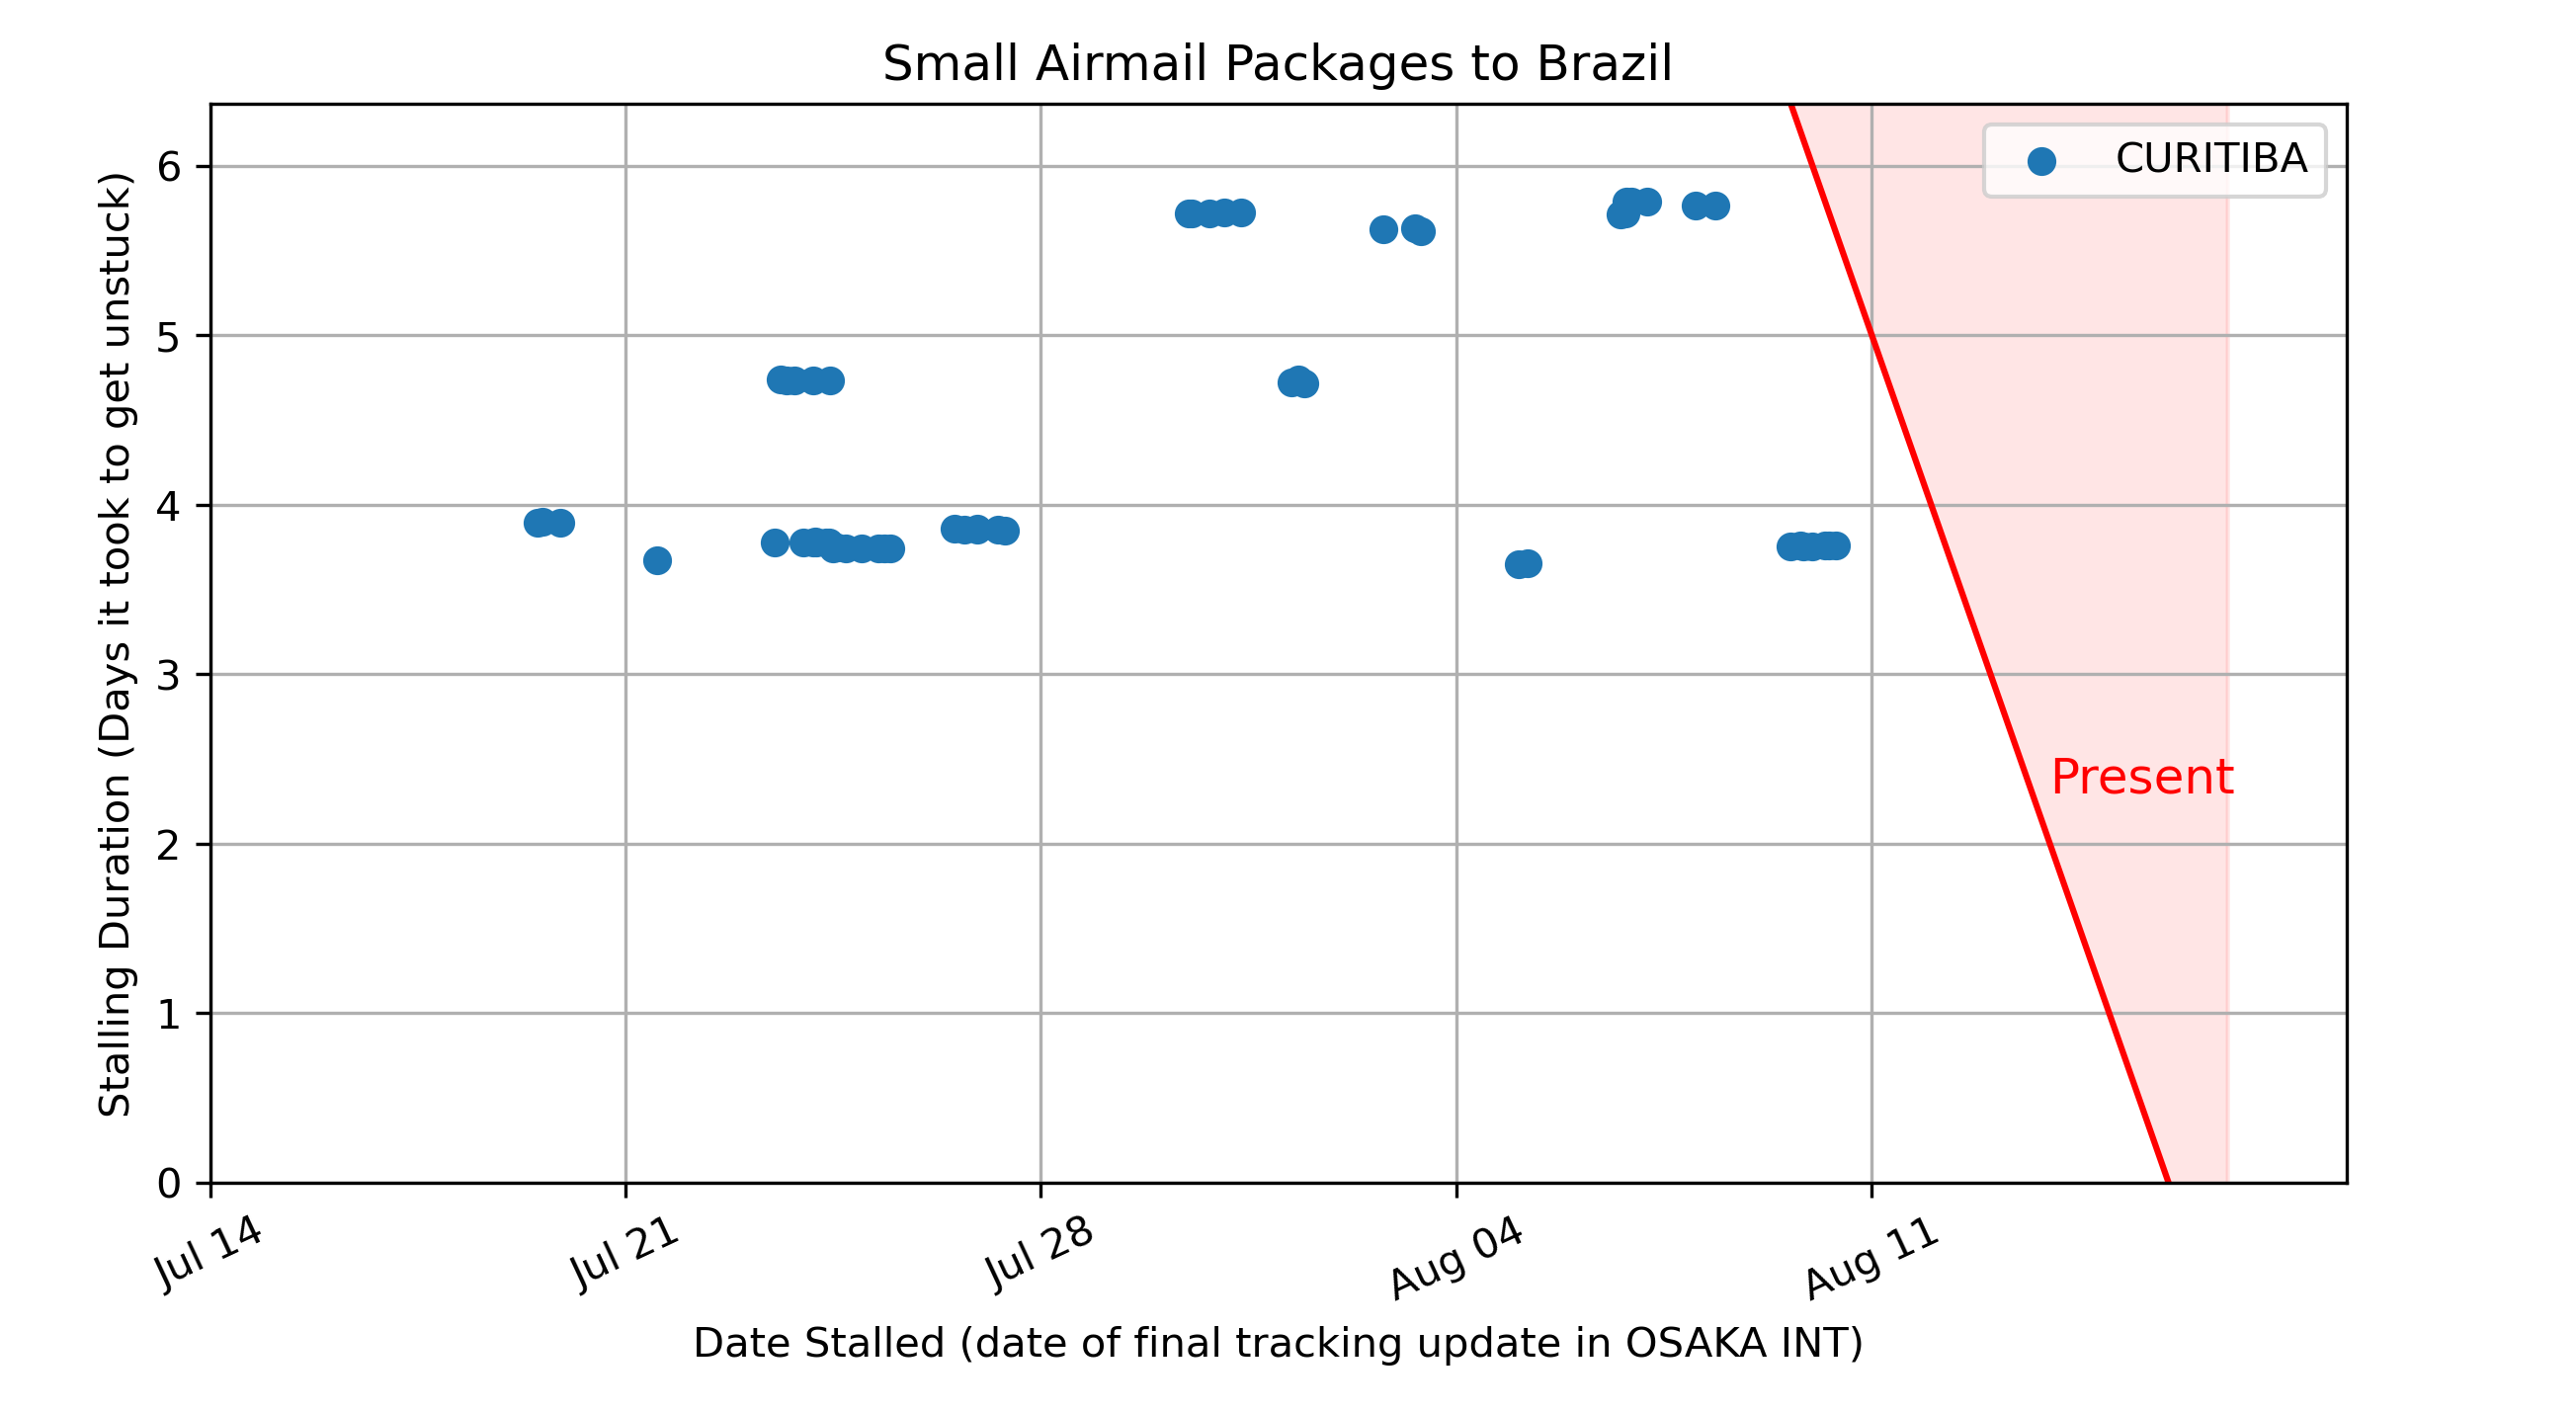 Small Airmail Packages to Brazil
CURITIBA
Stalling Duration (Days it took to get unstuck)
6
5
4
3
2
1
0
Present
Jul 14
Jul 21
Jul 28
Aug 04
Aug 11
Date Stalled (date of final tracking update in OSAKA INT)